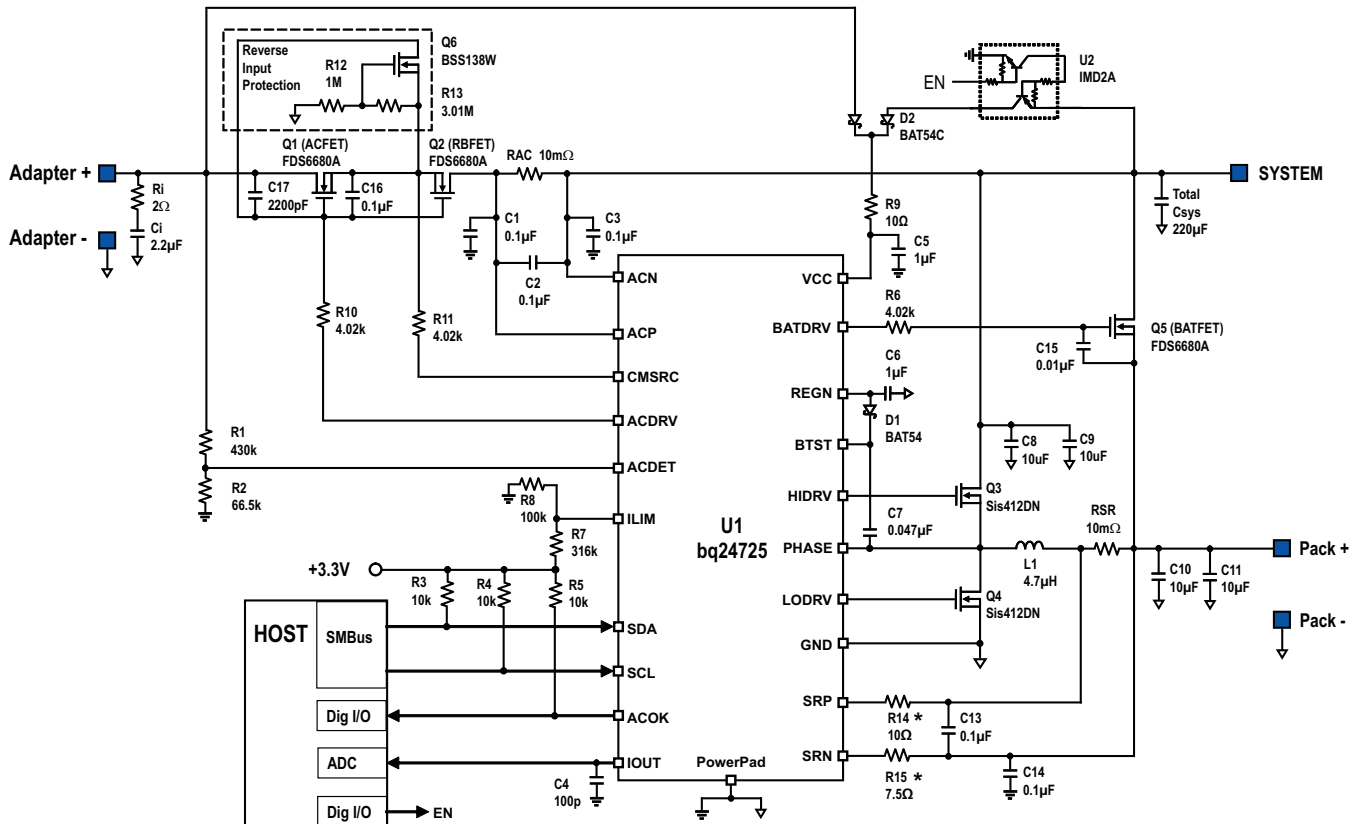 Reverse
Input
Protection
Q6
BSS138W
R12
1M
R13
3.01M
U2
IMD2A
EN
D2
BAT54C
Q1 (ACFET)
FDS6680A
Q2 (RBFET)
FDS6680A
RAC 10mΩ
Adapter +
SYSTEM
Ri
2Ω
C17
2200pF
C16
0.1µF
Total
Csys
220µF
R9
10Ω
Adapter -
Ci
2.2µF
C1
0.1µF
C3
0.1µF
C5
1µF
C2
0.1µF
ACN
VCC
R10
4.02k
R11
4.02k
R6
4.02k
ACP
BATDRV
Q5 (BATFET)
FDS6680A
C15
0.01µF
C6
1µF
CMSRC
REGN
ACDRV
D1
BAT54
R1
430k
BTST
C8
10uF
C9
10uF
ACDET
R2
66.5k
R8
100k
HIDRV
Q3
Sis412DN
ILIM
U1
bq24725
C7
0.047µF
RSR
10mΩ
R7
316k
PHASE
Pack +
+3.3V
L1
4.7µH
C10
10µF
C11
10µF
R3
10k
R4
10k
R5
10k
LODRV
Q4
Sis412DN
HOST
SMBus
SDA
GND
Pack -
SCL
SRP
R14 *
10Ω
C13
0.1µF
Dig I/O
ACOK
ADC
IOUT
PowerPad
SRN
R15 *
7.5Ω
C14
0.1µF
C4
100p
Dig I/O
EN